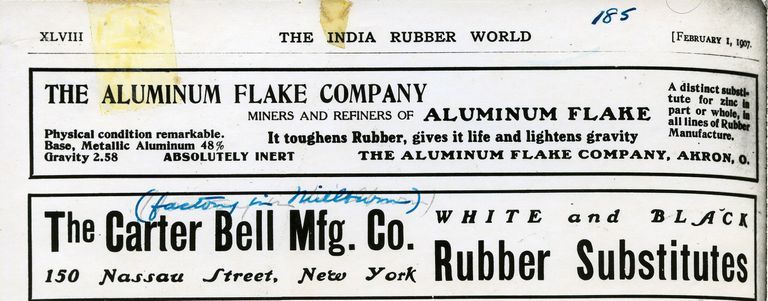 185
XLVIII THE INDIA RUBBER WORLD [FEBRUARY 1, 1907.
THE ALUMINUM FLAKE COMPANY
MINERS AND REFINERS OF ALUMINUM FLAKE
A distinct substi-
tute for zinc in
part or whole, in
all lines of Rubber
Manufacture.
Physical condition remarkable.
Base, Metallic Aluminum 48%
Gravity 2.58
It toughens Rubber, gives it life and lightens gravity
ABSOLUTELY INERT THE ALUMINUM FLAKE COMPANY, AKRON, O.
(factory in Millburn)
The Carter Bell Mfg. Co.
150 Nassau Street, New York
WHITE and BLACK
Rubber Substitutes